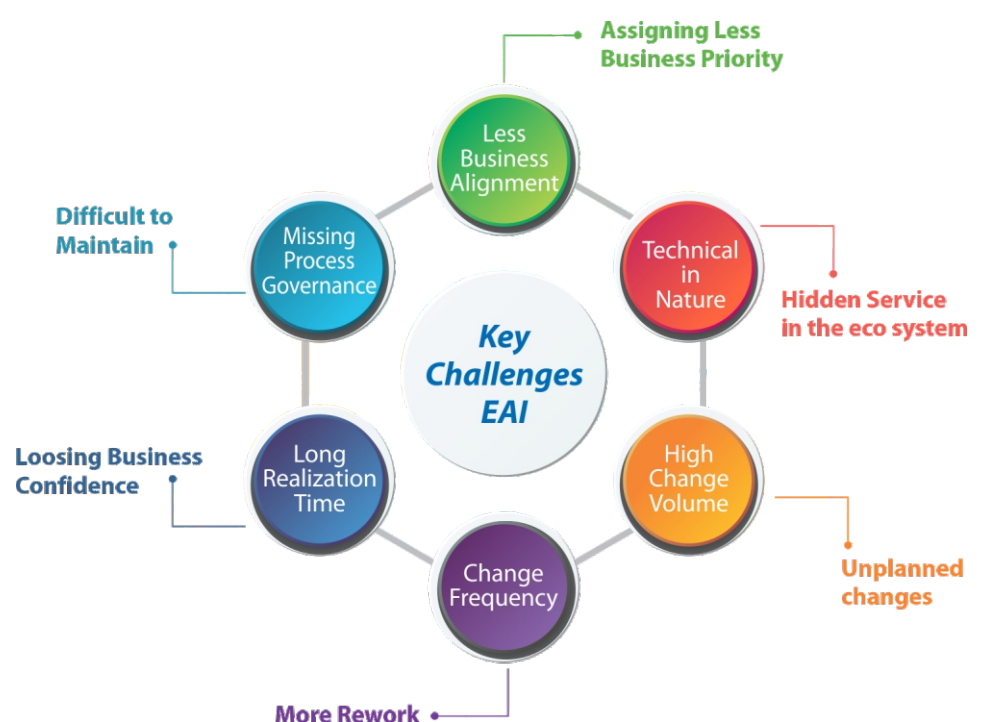 Assigning Less
Business Priority
Less
Business
Alignment
Difficult to
Maintain
Missing
Process
Governance
Technical
in
Nature
Hidden Service
in the eco system
Key
Challenges
EAI
Loosing Business
Confidence
Long
Realization
Time
High
Change
Volume
Unplanned
changes
Change
Frequency
More Rework